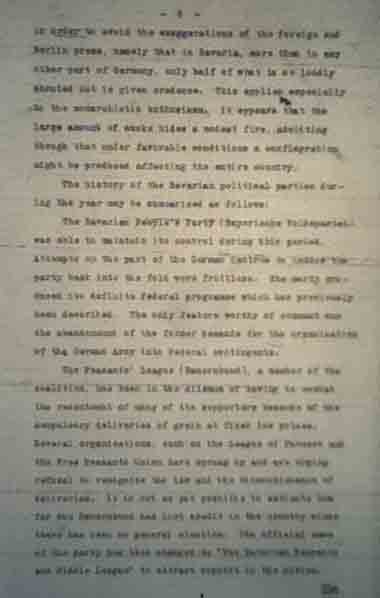 - 8 -
in order to avoid the exaggerations of the foreign and
Berlin press, namely that in Bavaria, more than in any
other part of Germany, only half of what is so loudly
shouted out is given credence. This applies especially
to the monarchistic enthusiasm. It appears that the
large amount of smoke hides a modest fire, admitting
though that under favorable conditions a conflagration
might be produced affecting the entire country.
The history of the Bavarian political parties dur-
ing the year may be summarized as follows:
The Bavarian People's Party (Bayerische Volkspartei)
was able to maintain its control during this period.
Attempts on the part of the German Centrum to induce the
party back into the fold were fruitless. The party pro-
duced its definite federal programme which has previously
been described. The only feature worthy of comment was
the abandonment of the former demands for the organization
of the German Army into Federal contingents.
The Peasants' League (Bauernbund), a member of the
coalition, has been in the dilemma of having to combat
the resentment of many of its supporters because of the
compulsory deliveries of grain at fixed low prices.
Several organizations, such as the League of Farmers and
the Free Peasants Union have sprung up and are urging
refusal to recognize the law and the discontinuance of
deliveries. It is not as yet possible to estimate how
far the Bauernbund has lost credit in the country since
there has been no general election. The official name
of the party has been changed to "The Bavarian Peasants
and Middle League" to attract support in the cities.